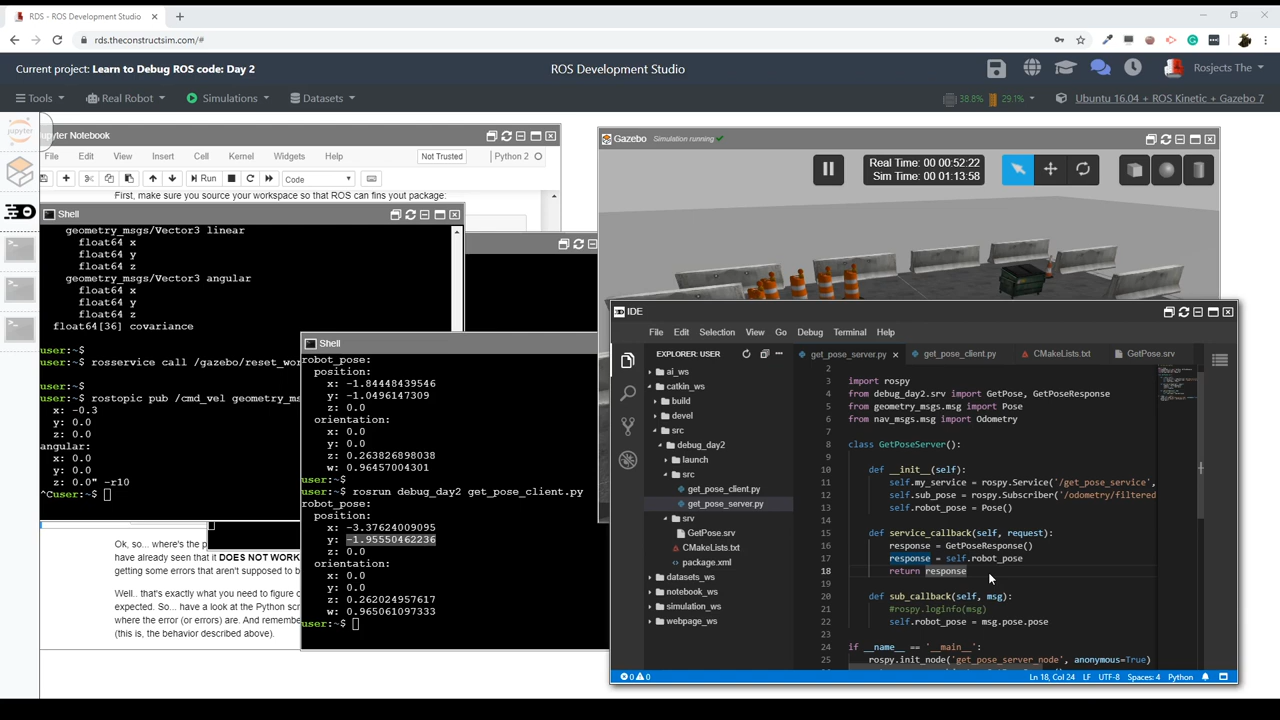 RDS - ROS Development Studio
rds.theconstructsim.com/#
Current project: Learn to Debug ROS code: Day 2
ROS Development Studio
Rosjects The
Tools
Real Robot
Simulations
Datasets
38.8%
29.1%
Ubuntu 16.04 + ROS Kinetic + Gazebo 7
upyter Notebook
File Edit View Insert Cell Kernel Widgets Help
Not Trusted
Python 2
Run
Code
First, make sure you source your workspace so that ROS can fins yout package:
Shell
geometry_msgs/Vector3 linear
float64 x
float64 y
float64 z
geometry_msgs/Vector3 angular
float64 x
float64 y
float64 z
float64[36] covariance
user:~$
user:~$ rosservice call /gazebo/reset_wor
user:~$
user:~$ rostopic pub /cmd_vel geometry_ms
x: -0.3
y: 0.0
z: 0.0
angular:
x: 0.0
y: 0.0
z: 0.0" -r10
^Cuser:~$
Ok, so... where's the p
have already seen that it DOES NOT WORK
getting some errors that aren't supposed to b
Well.. that's exactly what you need to figure o
expected. So... have a look at the Python scr
where the error (or errors) are. And remembe
(this is, the behavior described above).
Shell
robot_pose:
position:
x: -1.84448439546
y: -1.0496147309
z: 0.0
orientation:
x: 0.0
y: 0.0
z: 0.263826898038
w: 0.96457004301
user:~$
user:~$ rosrun debug_day2 get_pose_client.py
robot_pose:
position:
x: -3.37624009095
y: -1.95550462236
z: 0.0
orientation:
x: 0.0
y: 0.0
z: 0.262024957617
w: 0.965061097333
user:~$
Gazebo Simulation running
Real Time: 00 00:52:22
Sim Time: 00 01:13:58
IDE
File Edit Selection View Go Debug Terminal Help
EXPLORER: USER
ai_ws
catkin_ws
build
devel
src
debug_day2
launch
src
get_pose_client.py
get_pose_server.py
srv
GetPose.srv
CMakeLists.txt
package.xml
datasets_ws
notebook_ws
simulation_ws
webpage_ws
get_pose_server.py
get_pose_client.py
CMakeLists.txt
GetPose.srv
2
3 import rospy
4 from debug_day2.srv import GetPose, GetPoseResponse
5 from geometry_msgs.msg import Pose
6 from nav_msgs.msg import Odometry
7
8 class GetPoseServer():
9
10 def __init__(self):
11 self.my_service = rospy.Service('/get_pose_service',
12 self.sub_pose = rospy.Subscriber('/odometry/filtered
13 self.robot_pose = Pose()
14
15 def service_callback(self, request):
16 response = GetPoseResponse()
17 response = self.robot_pose
18 return response
19
20 def sub_callback(self, msg):
21 #rospy.loginfo(msg)
22 self.robot_pose = msg.pose.pose
23
24 if __name__ == '__main__':
25 rospy.init_node('get_pose_server_node', anonymous=True)
0 0
Ln 18, Col 24 LF UTF-8 Spaces: 4 Python